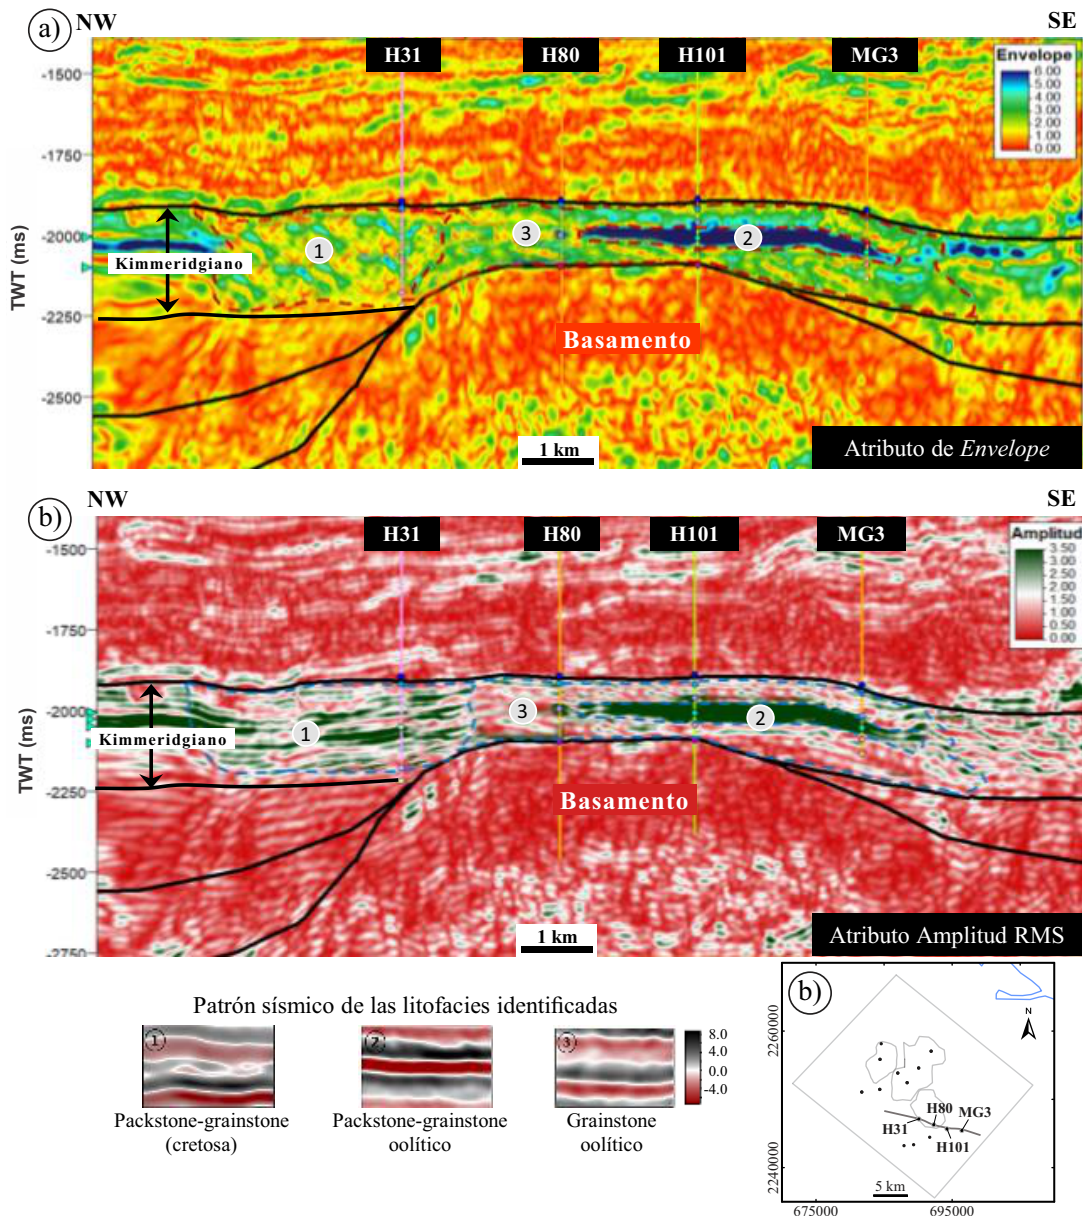 a)
NW
SE
H31
H80
H101
MG3
Envelope
6.00
5.00
4.00
3.00
2.00
1.00
0.00
-1500
-1750
-2000
-2250
-2500
TWT (ms)
Kimmeridgiano
1
3
2
Basamento
1 km
Atributo de Envelope
b)
NW
SE
H31
H80
H101
MG3
Amplitud
3.50
3.00
2.50
2.00
1.50
1.00
0.50
0.00
-1500
-1750
-2000
-2250
-2500
-2750
TWT (ms)
Kimmeridgiano
1
3
2
Basamento
1 km
Atributo Amplitud RMS
Patrón sísmico de las litofacies identificadas
1
2
3
8.0
4.0
0.0
-4.0
Packstone-grainstone
(cretosa)
Packstone-grainstone
oolítico
Grainstone
oolítico
b)
N
2260000
2240000
H80
MG3
H31
H101
5 km
675000
695000